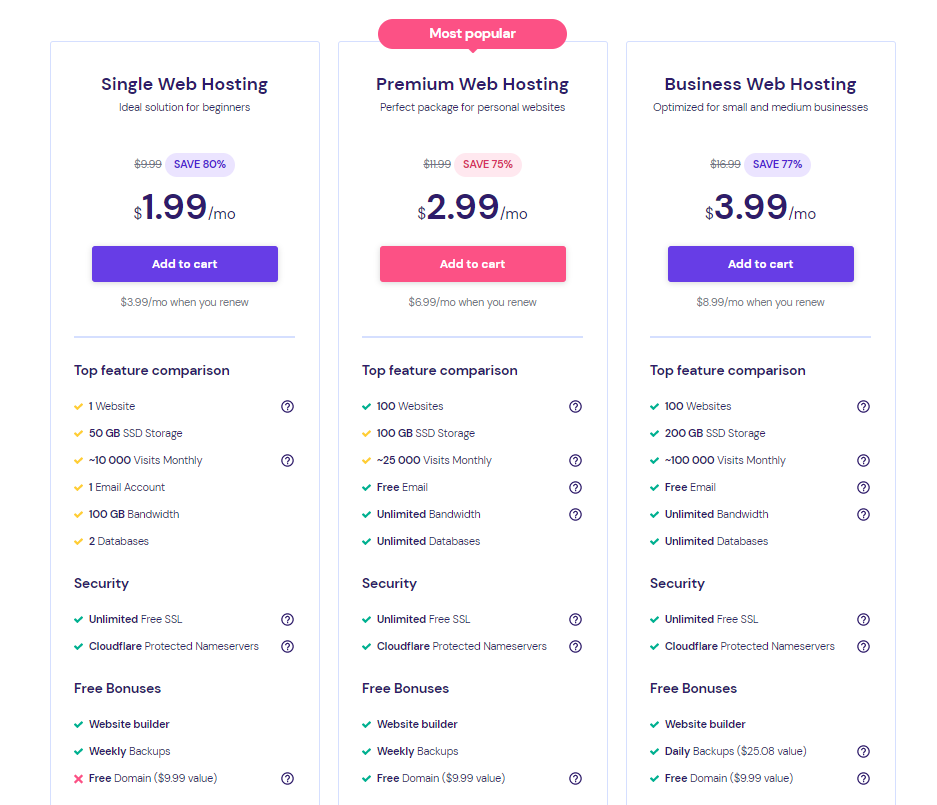 Most popular
Single Web Hosting
Ideal solution for beginners
$9.99 SAVE 80%
$1.99/mo
Add to cart
$3.99/mo when you renew
Top feature comparison
1 Website
50 GB SSD Storage
~10 000 Visits Monthly
1 Email Account
100 GB Bandwidth
2 Databases
Security
Unlimited Free SSL
Cloudflare Protected Nameservers
Free Bonuses
Website builder
Weekly Backups
Free Domain ($9.99 value)
Premium Web Hosting
Perfect package for personal websites
$11.99 SAVE 75%
$2.99/mo
Add to cart
$6.99/mo when you renew
Top feature comparison
100 Websites
100 GB SSD Storage
~25 000 Visits Monthly
Free Email
Unlimited Bandwidth
Unlimited Databases
Security
Unlimited Free SSL
Cloudflare Protected Nameservers
Free Bonuses
Website builder
Weekly Backups
Free Domain ($9.99 value)
Business Web Hosting
Optimized for small and medium businesses
$16.99 SAVE 77%
$3.99/mo
Add to cart
$8.99/mo when you renew
Top feature comparison
100 Websites
200 GB SSD Storage
~100 000 Visits Monthly
Free Email
Unlimited Bandwidth
Unlimited Databases
Security
Unlimited Free SSL
Cloudflare Protected Nameservers
Free Bonuses
Website builder
Daily Backups ($25.08 value)
Free Domain ($9.99 value)